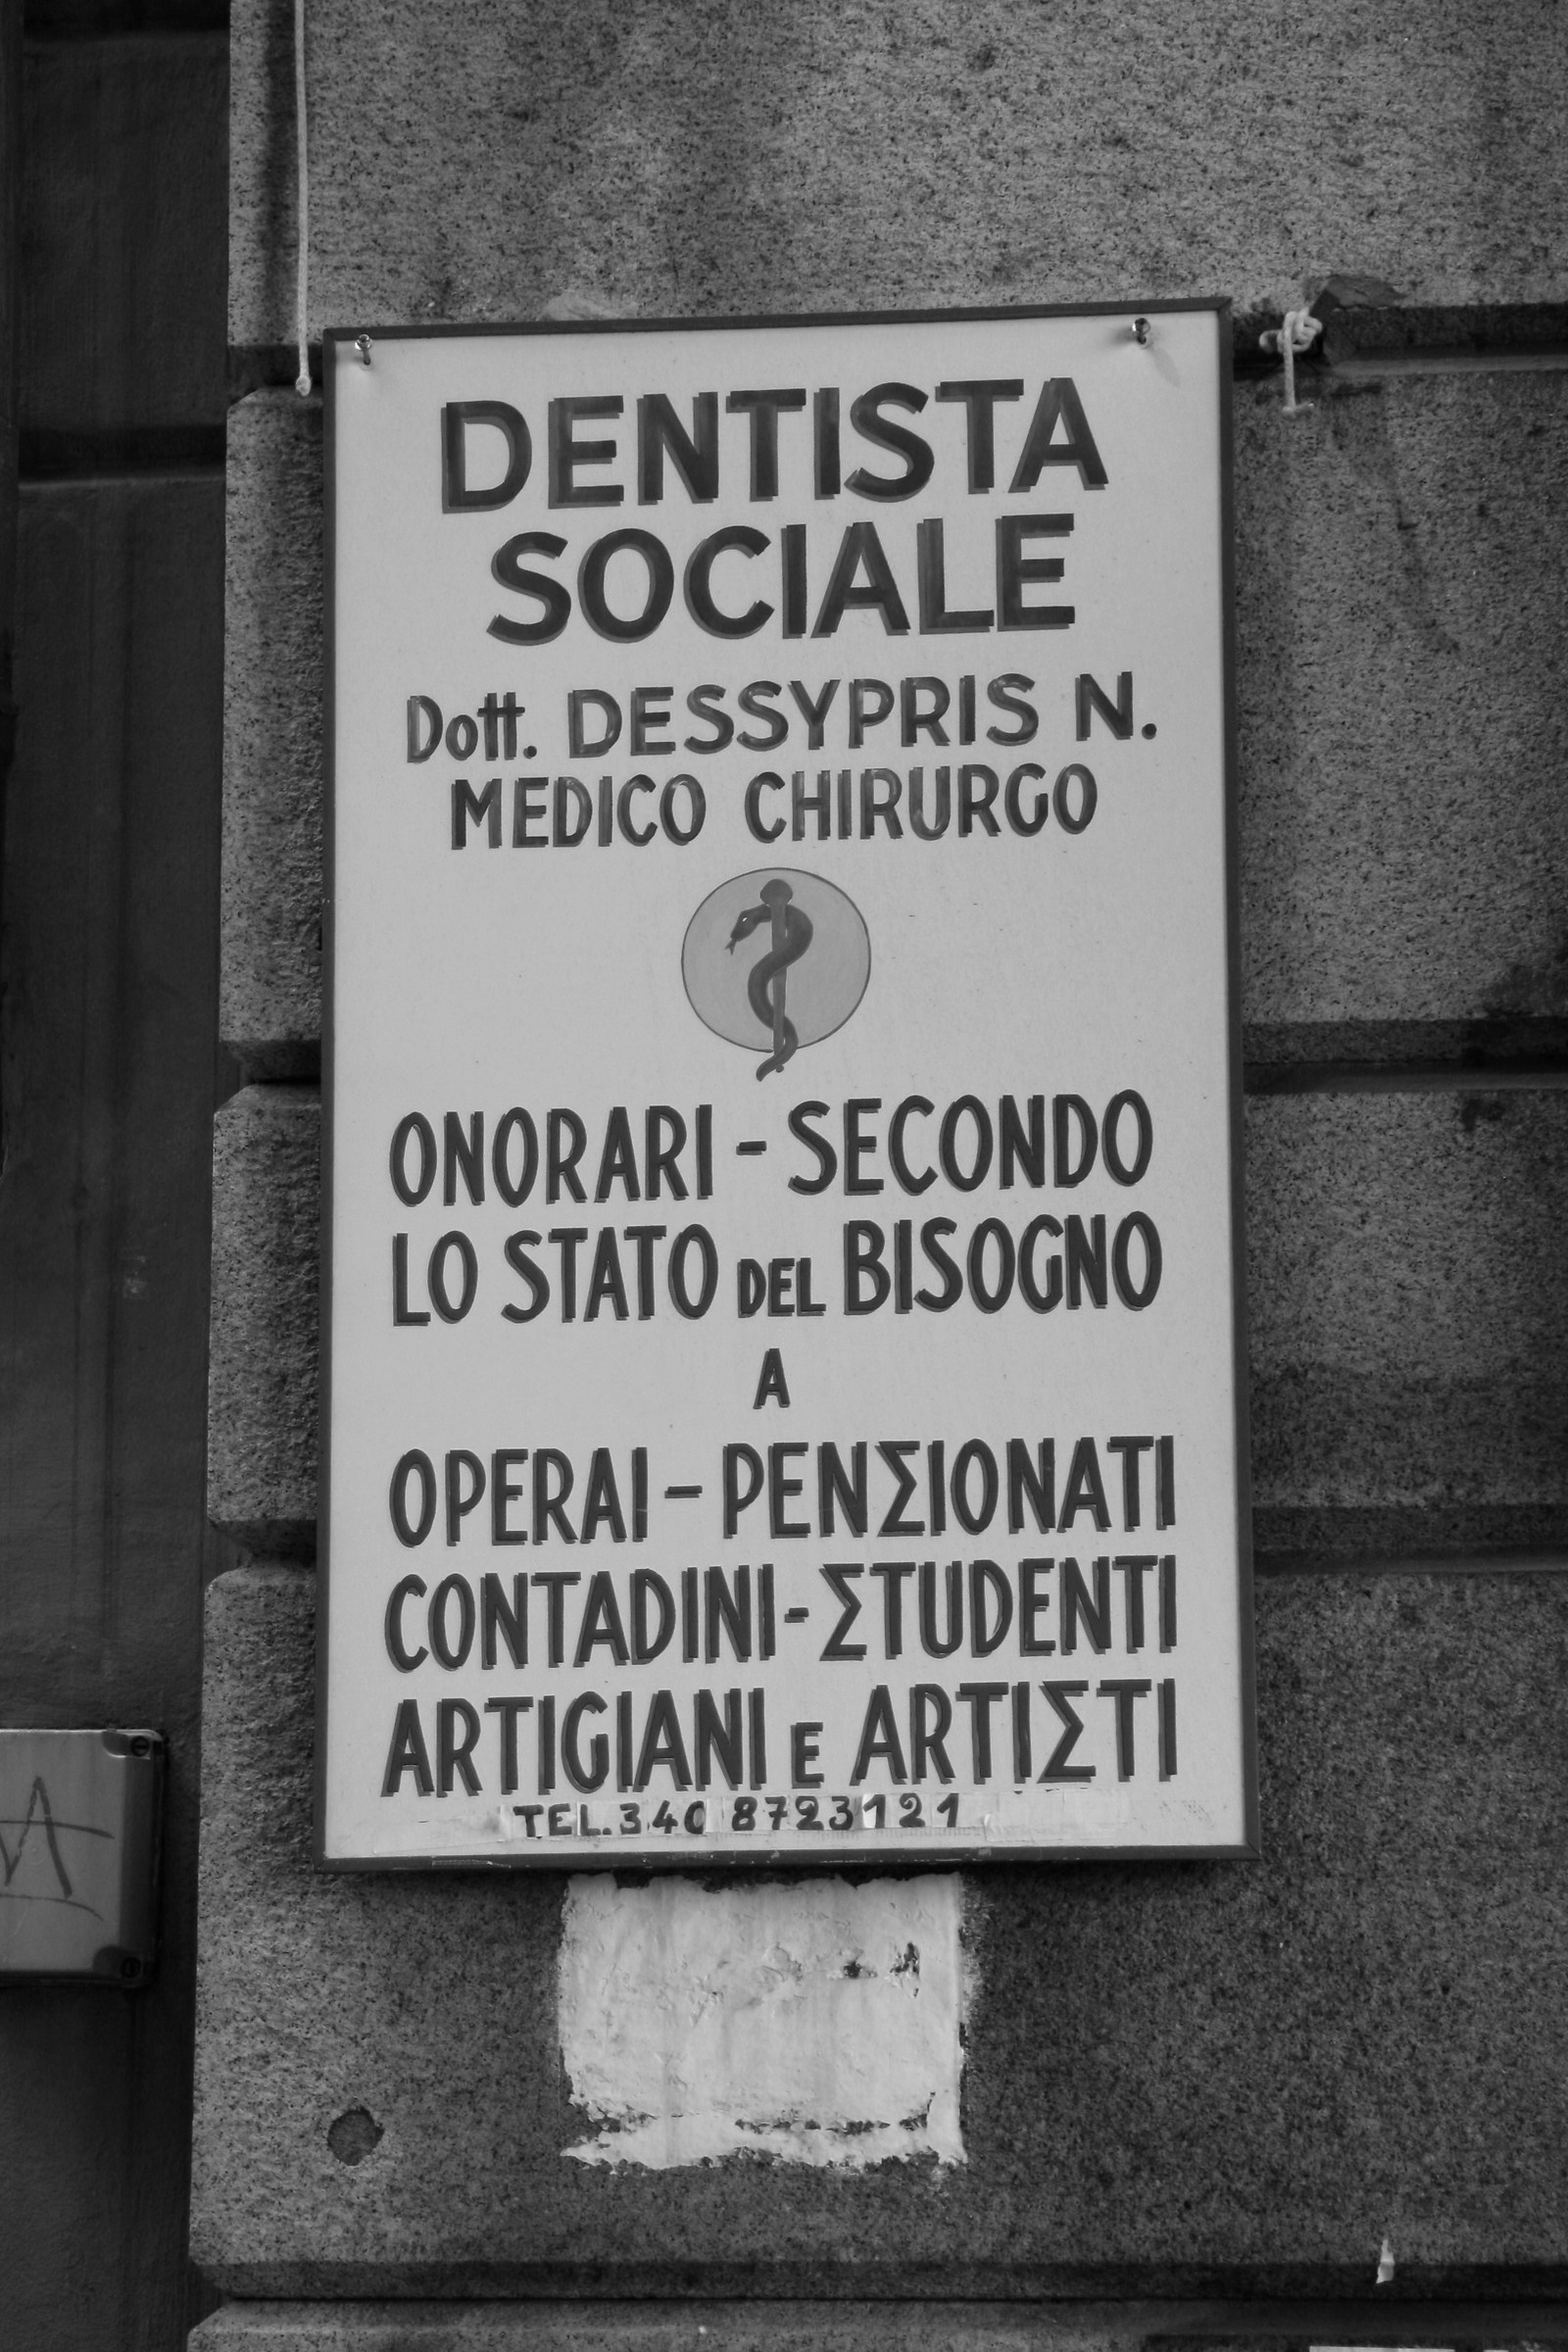 DENTISTA
SOCIALE
Dott. DESSYPRIS N.
MEDICO CHIRURGO
ONORARI - SECONDO
LO STATO DEL BISOGNO
A
OPERAI - PENΣIONATI
CONTADINI - ΣTUDENTI
ARTIGIANI E ARTIΣTI
TEL. 340 8723121